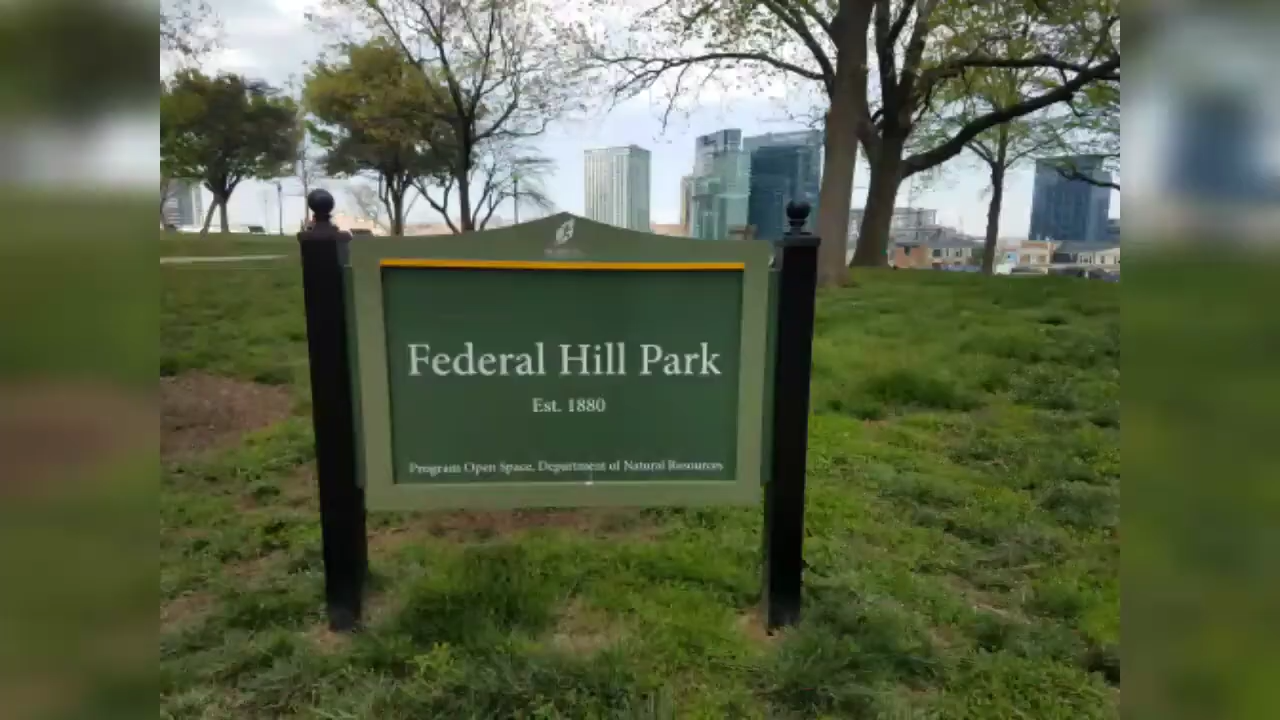 Federal Hill Park
Est. 1880
Program Open Space, Department of Natural Resources